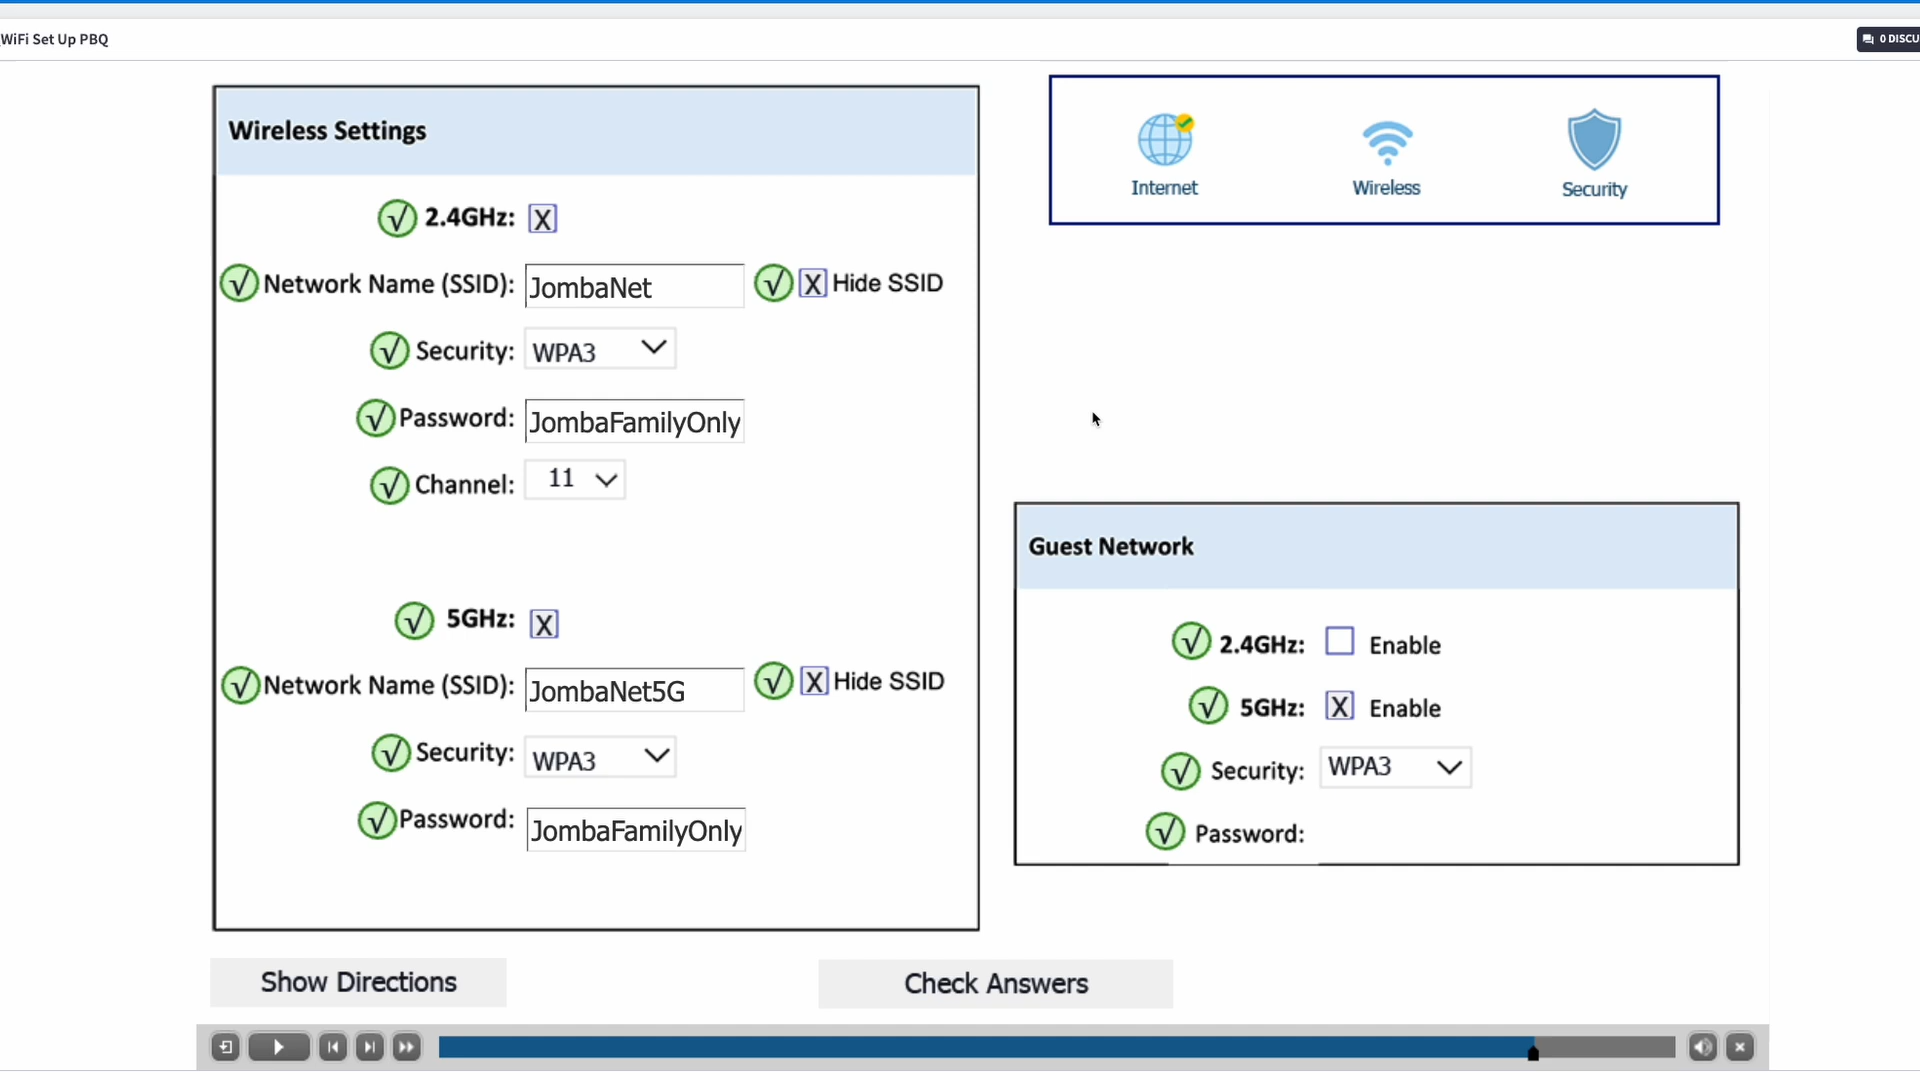 WiFi Set Up PBQ
0 DISCU
Wireless Settings
2.4GHz: X
Network Name (SSID): JombaNet X Hide SSID
Security: WPA3
Password: JombaFamilyOnly
Channel: 11
5GHz: X
Network Name (SSID): JombaNet5G X Hide SSID
Security: WPA3
Password: JombaFamilyOnly
Internet
Wireless
Security
Guest Network
2.4GHz: Enable
5GHz: X Enable
Security: WPA3
Password:
Show Directions
Check Answers